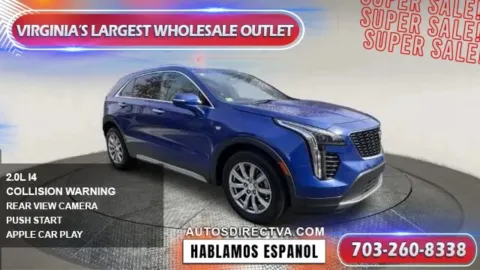 VIRGINIA'S LARGEST WHOLESALE OUTLET
SUPER SALE!
SUPER SALE!
SUPER SALE!
2.0L I4
COLLISION WARNING
REAR VIEW CAMERA
PUSH START
APPLE CAR PLAY
AUTOSDIRECTVA.COM
HABLAMOS ESPANOL
703-260-8338